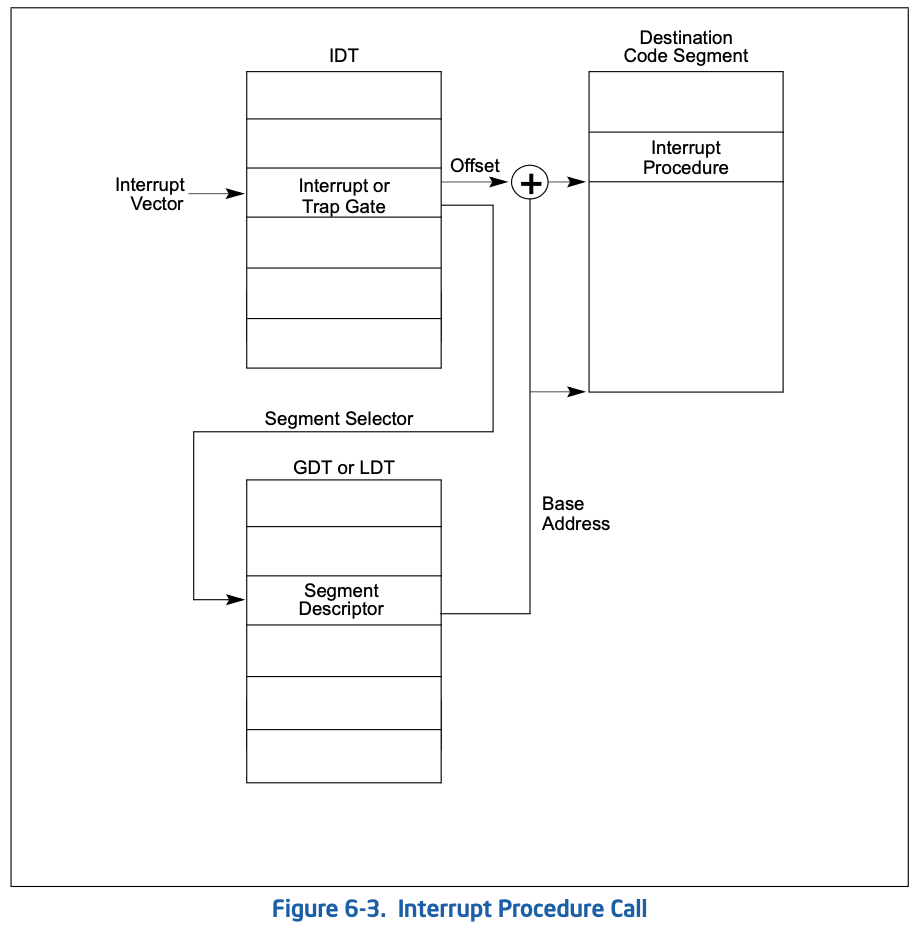 IDT
Destination
Code Segment
Interrupt
Vector
Interrupt or
Trap Gate
Offset
+
Interrupt
Procedure
Segment Selector
GDT or LDT
Base
Address
Segment
Descriptor
Figure 6-3. Interrupt Procedure Call